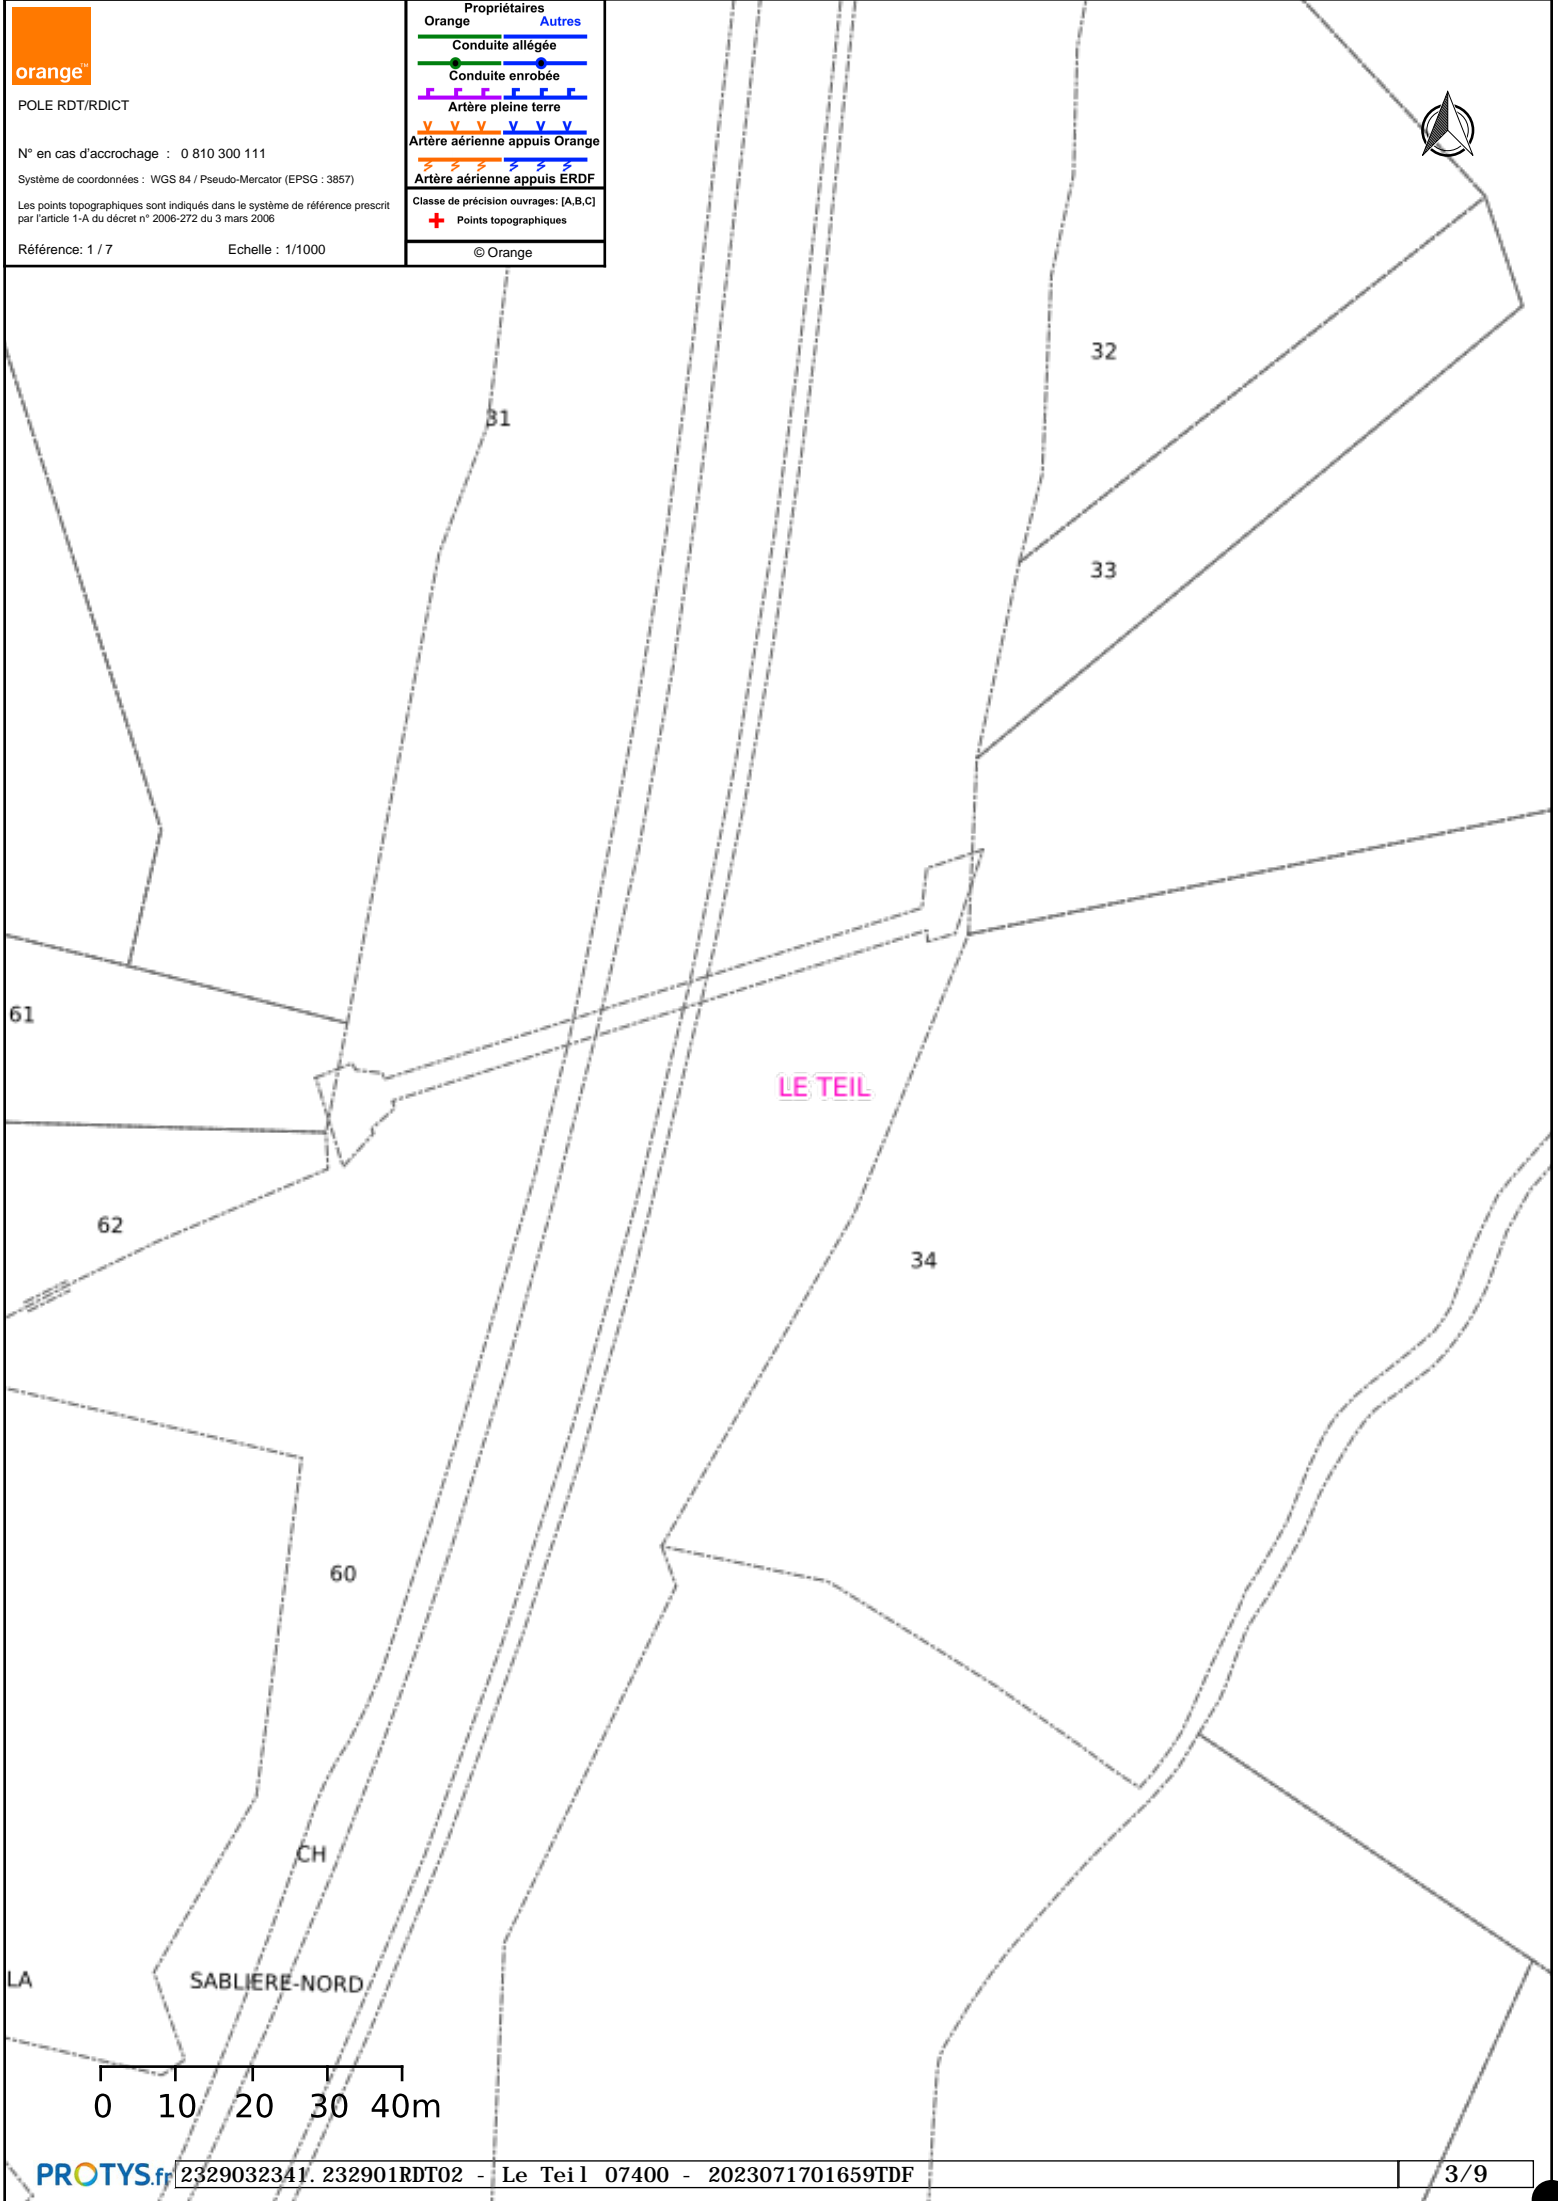 orange™
POLE RDT/RDICT
N° en cas d'accrochage : 0 810 300 111
Système de coordonnées : WGS 84 / Pseudo-Mercator (EPSG : 3857)
Les points topographiques sont indiqués dans le système de référence prescrit
par l'article 1-A du décret n° 2006-272 du 3 mars 2006
Référence: 1 / 7 Echelle : 1/1000
Propriétaires
Orange Autres
Conduite allégée
Conduite enrobée
Artère pleine terre
Artère aérienne appuis Orange
Artère aérienne appuis ERDF
Classe de précision ouvrages: [A,B,C]
Points topographiques
© Orange
32
31
33
61
LE TEIL
62
34
60
CH
LA SABLIERE-NORD
0 10 20 30 40m
PROTYS.fr 2329032341.232901RDT02 - Le Teil 07400 - 2023071701659TDF 3/9